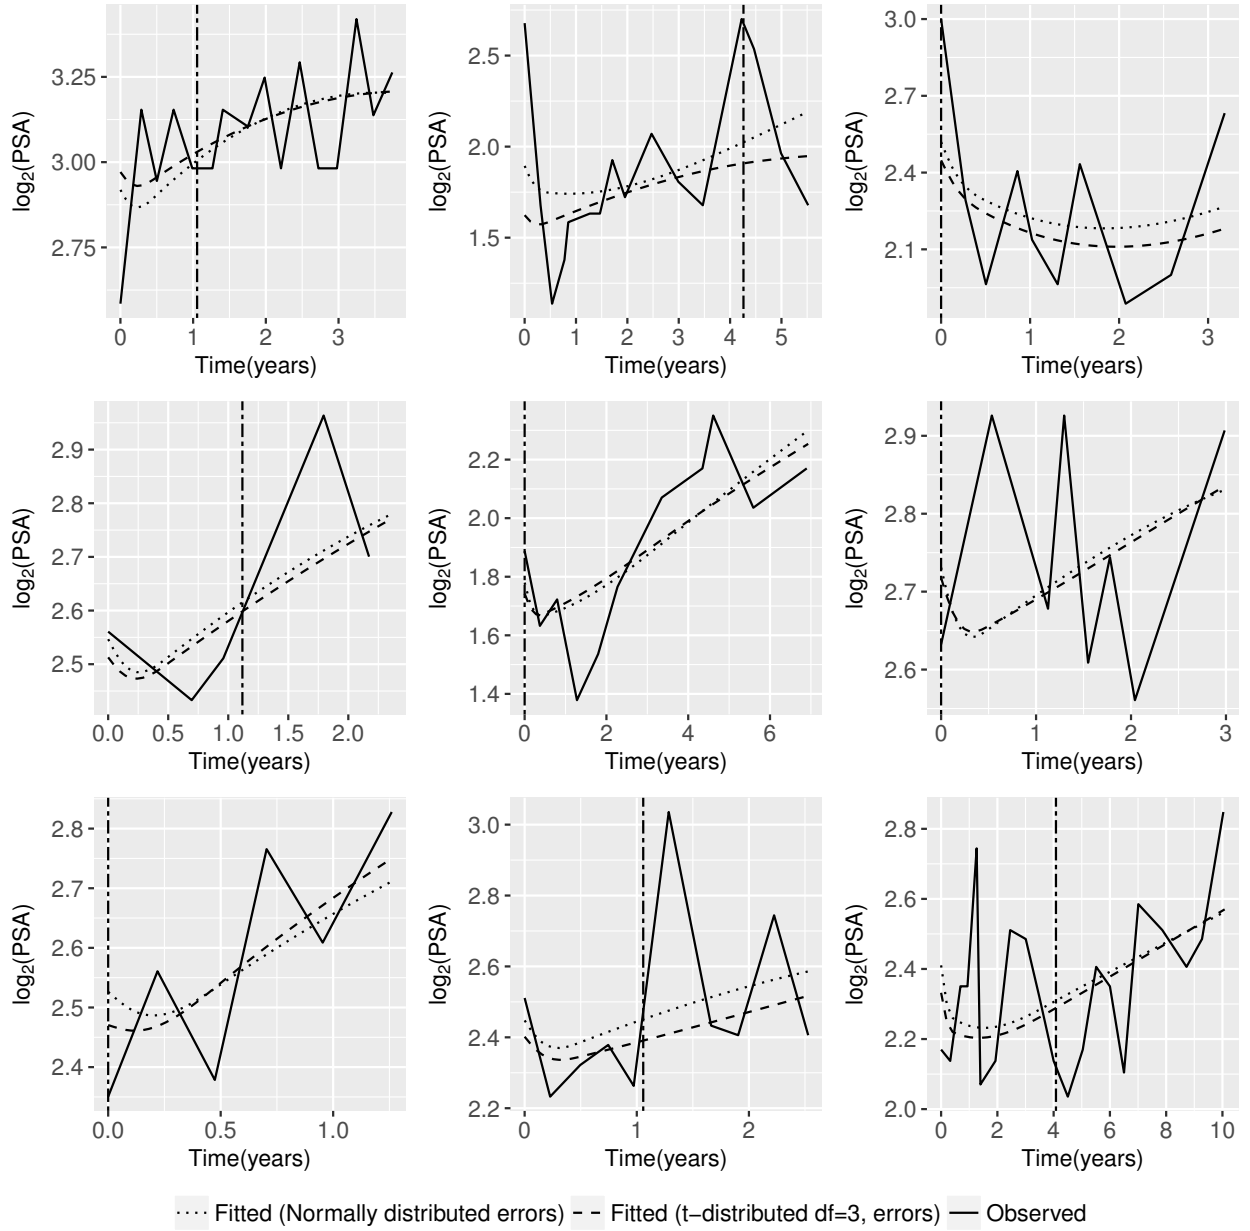 log₂(PSA)
3.25
3.00
2.75
0 1 2 3
Time(years)
log₂(PSA)
2.5
2.0
1.5
0 1 2 3 4 5
Time(years)
log₂(PSA)
3.0
2.7
2.4
2.1
0 1 2 3
Time(years)
log₂(PSA)
2.9
2.8
2.7
2.6
2.5
0.0 0.5 1.0 1.5 2.0
Time(years)
log₂(PSA)
2.2
2.0
1.8
1.6
1.4
0 2 4 6
Time(years)
log₂(PSA)
2.9
2.8
2.7
2.6
0 1 2 3
Time(years)
log₂(PSA)
2.8
2.7
2.6
2.5
2.4
0.0 0.5 1.0
Time(years)
log₂(PSA)
3.0
2.8
2.6
2.4
2.2
0 1 2
Time(years)
log₂(PSA)
2.8
2.6
2.4
2.2
2.0
0 2 4 6 8 10
Time(years)
Fitted (Normally distributed errors) Fitted (t−distributed df=3, errors) Observed